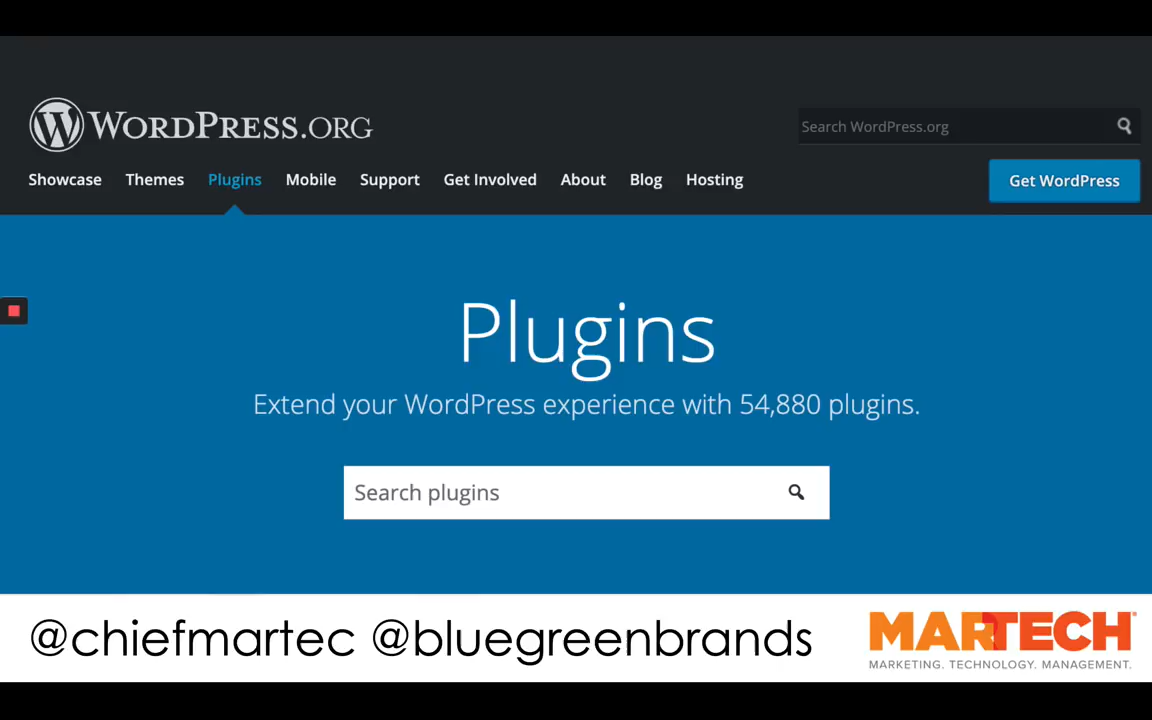 WORDPRESS.ORG
Search WordPress.org
Showcase Themes Plugins Mobile Support Get Involved About Blog Hosting
Get WordPress
Plugins
Extend your WordPress experience with 54,880 plugins.
Search plugins
@chiefmartec @bluegreenbrands
MARTECH®
MARKETING. TECHNOLOGY. MANAGEMENT.